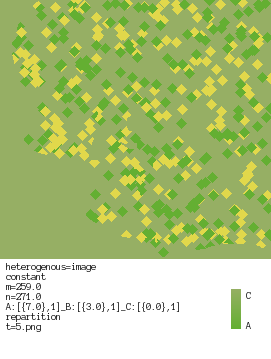 heterogenous=image
constant
m=259.0
n=271.0
A:[{7.0},1]_B:[{3.0},1]_C:[{0.0},1]
repartition
t=5.png
C
A